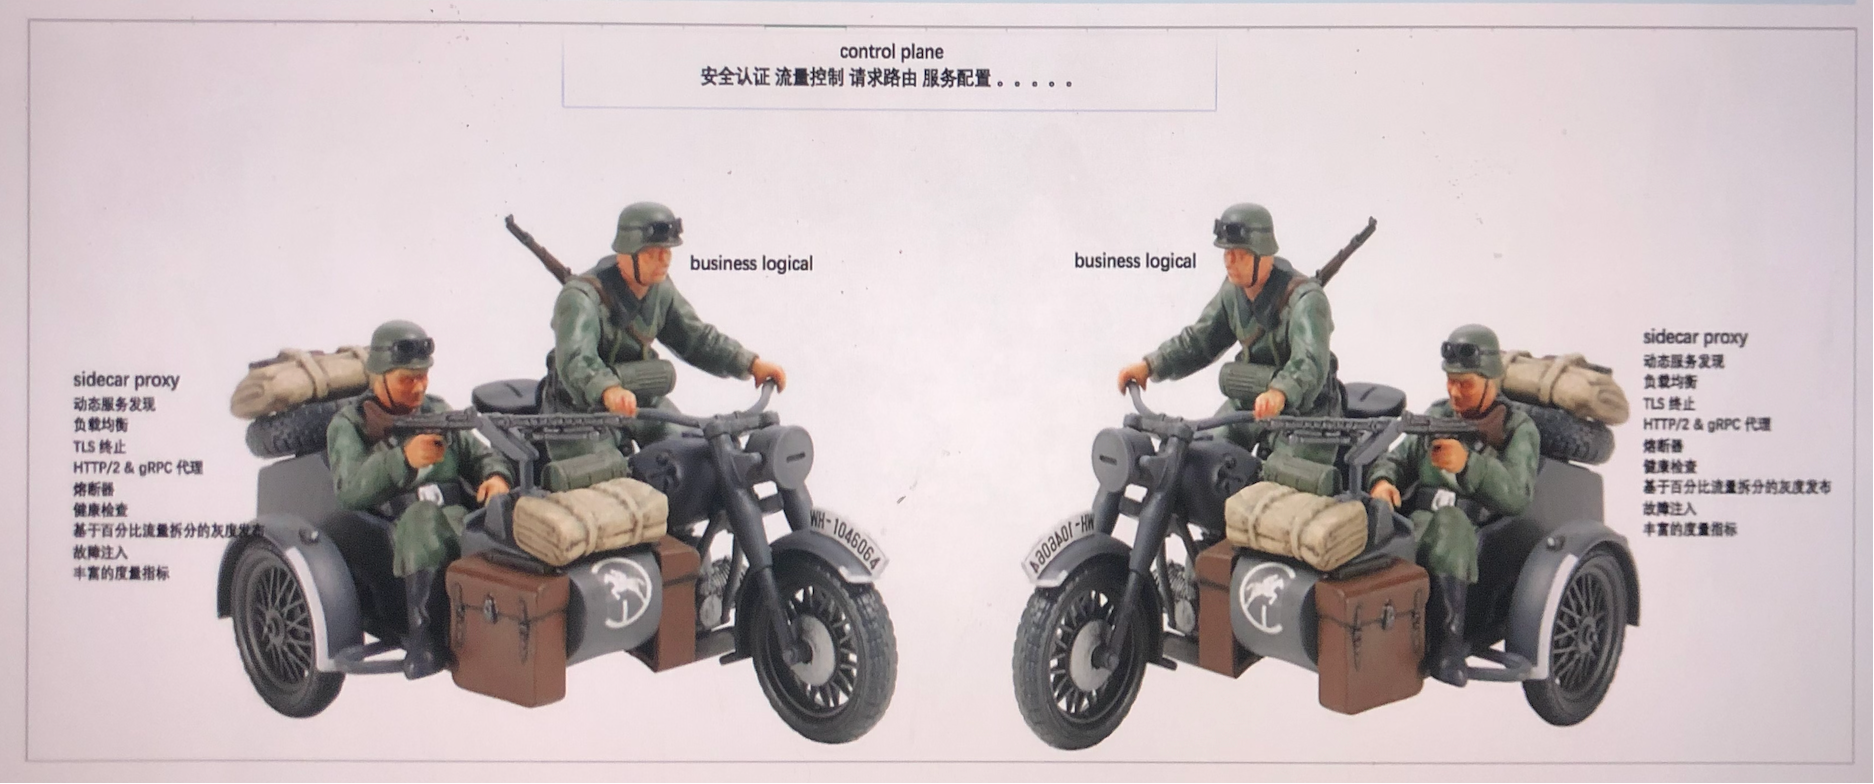 control plane
安全认证 流量控制 请求路由 服务配置 。。。。。
business logical
business logical
sidecar proxy
动态服务发现
负载均衡
TLS 终止
HTTP/2 & gRPC 代理
熔断器
健康检查
基于百分比流量拆分的灰度发布
故障注入
丰富的度量指标
sidecar proxy
动态服务发现
负载均衡
TLS 终止
HTTP/2 & gRPC 代理
熔断器
健康检查
基于百分比流量拆分的灰度发布
故障注入
丰富的度量指标
WH-1046064
WH-1046064